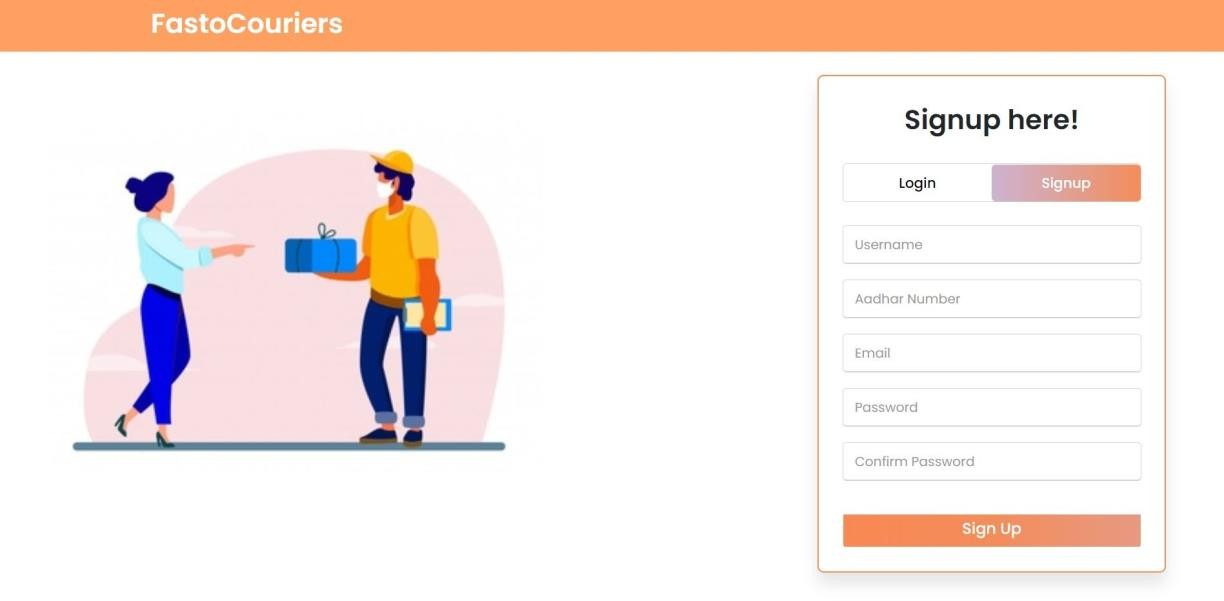 FastoCouriers
Signup here!
Login Signup
Username
Aadhar Number
Email
Password
Confirm Password
Sign Up